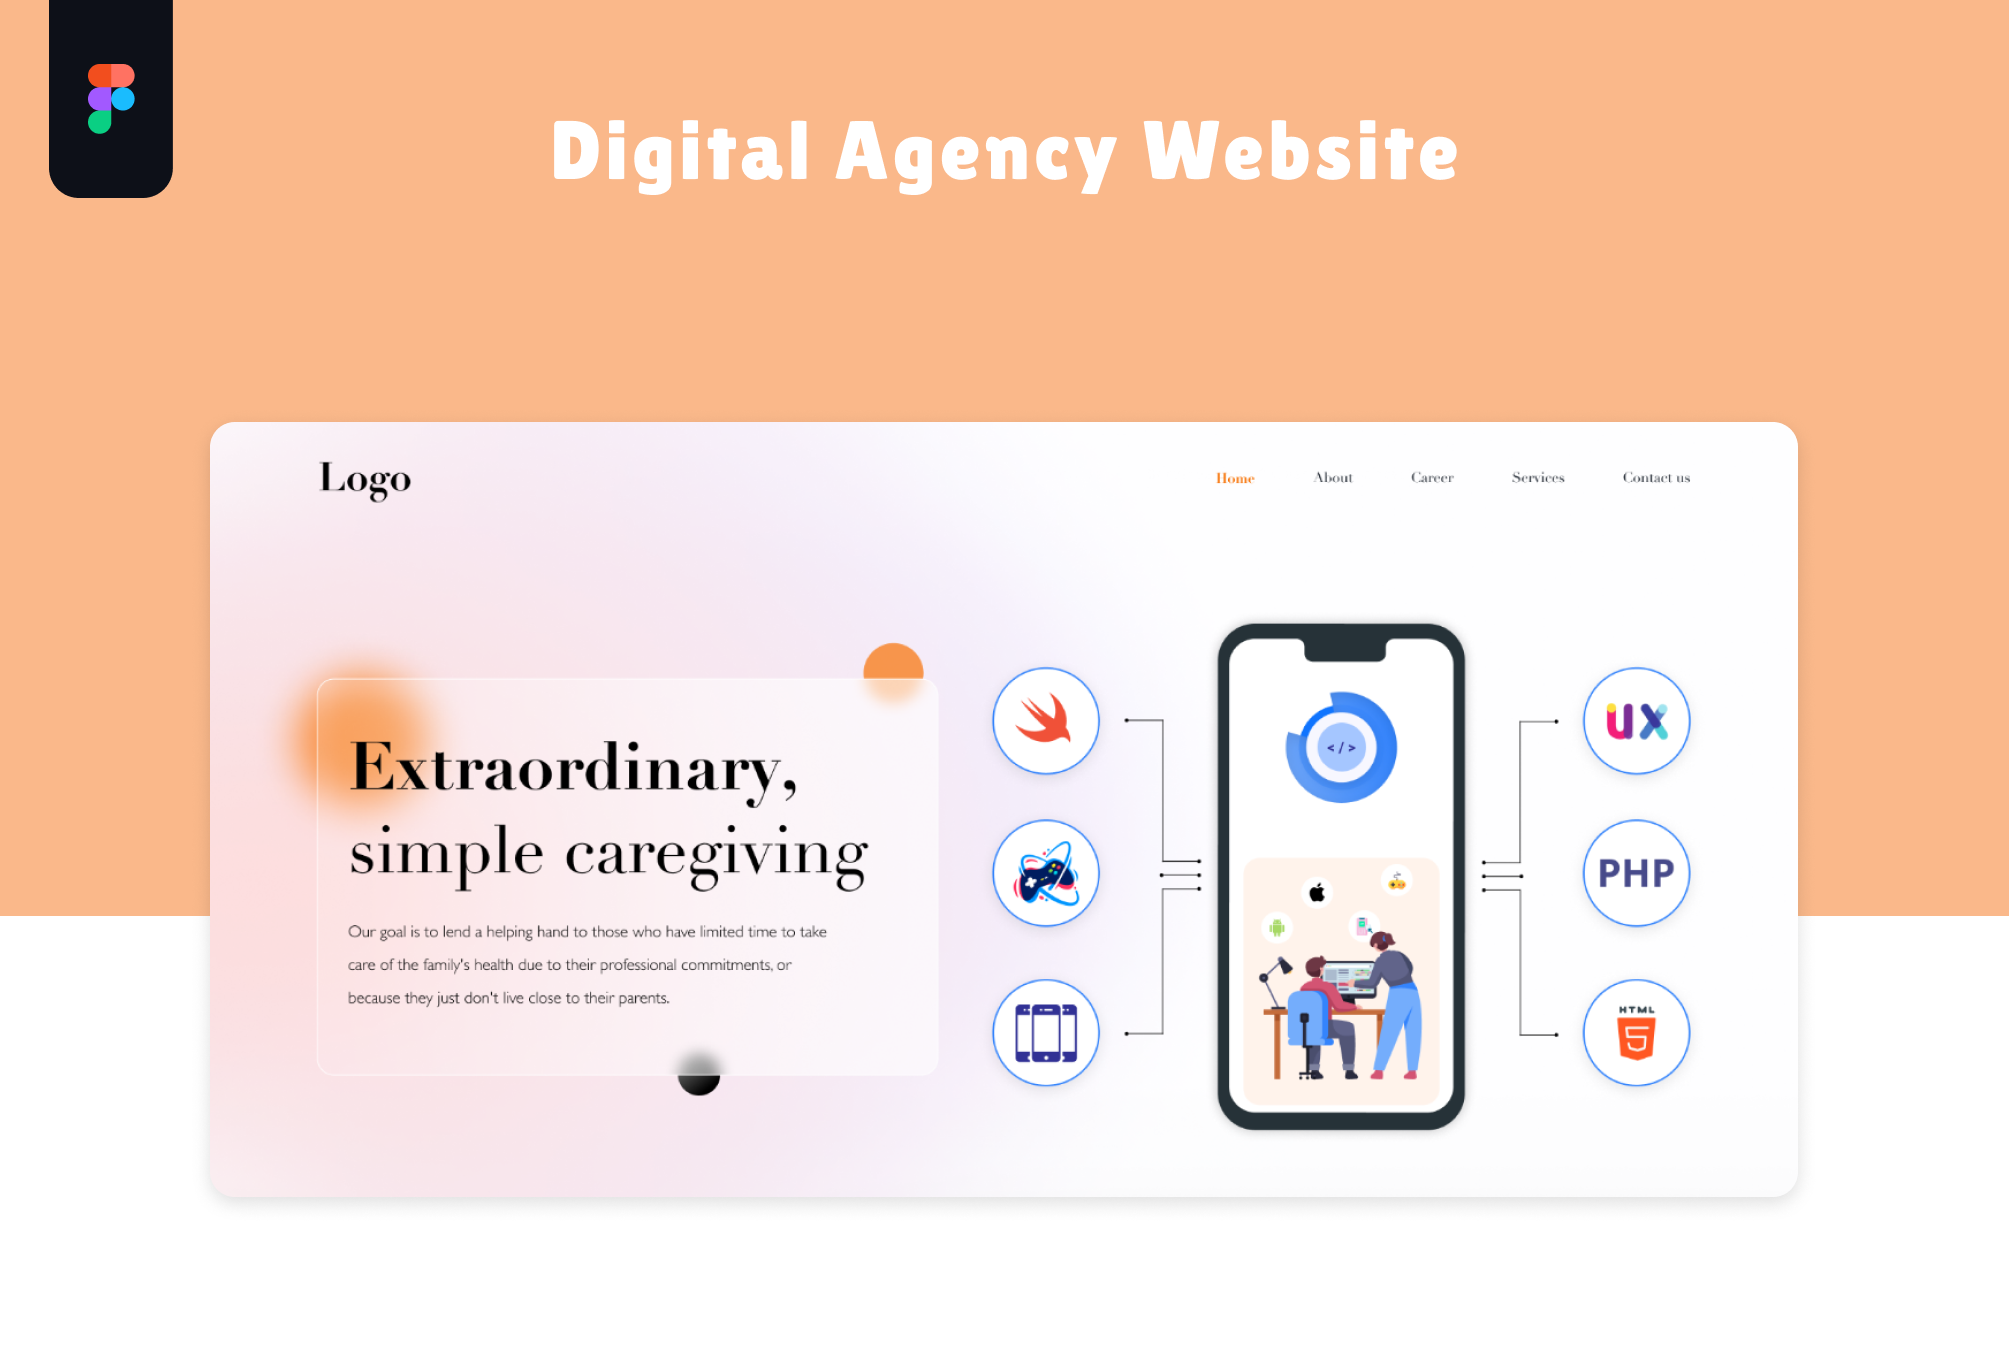 Digital Agency Website
Logo
Home About Career Services Contact us
Extraordinary,
simple caregiving
Our goal is to lend a helping hand to those who have limited time to take
care of the family's health due to their professional commitments, or
because they just don't live close to their parents.
</>
UX
PHP
HTML
5